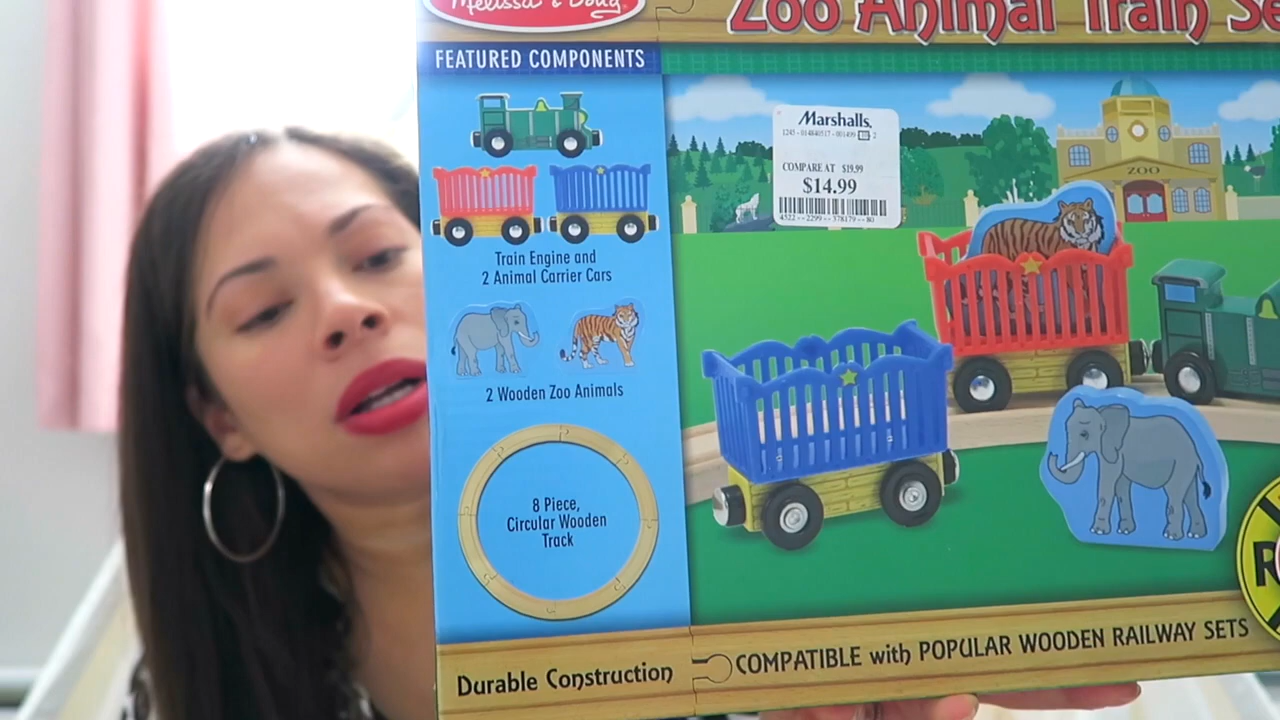 Melissa & Doug
Zoo Animal Train Se
FEATURED COMPONENTS
Marshalls
COMPARE AT $19.99
$14.99
ZOO
Train Engine and
2 Animal Carrier Cars
2 Wooden Zoo Animals
8 Piece,
Circular Wooden
Track
R
COMPATIBLE with POPULAR WOODEN RAILWAY SETS
Durable Construction